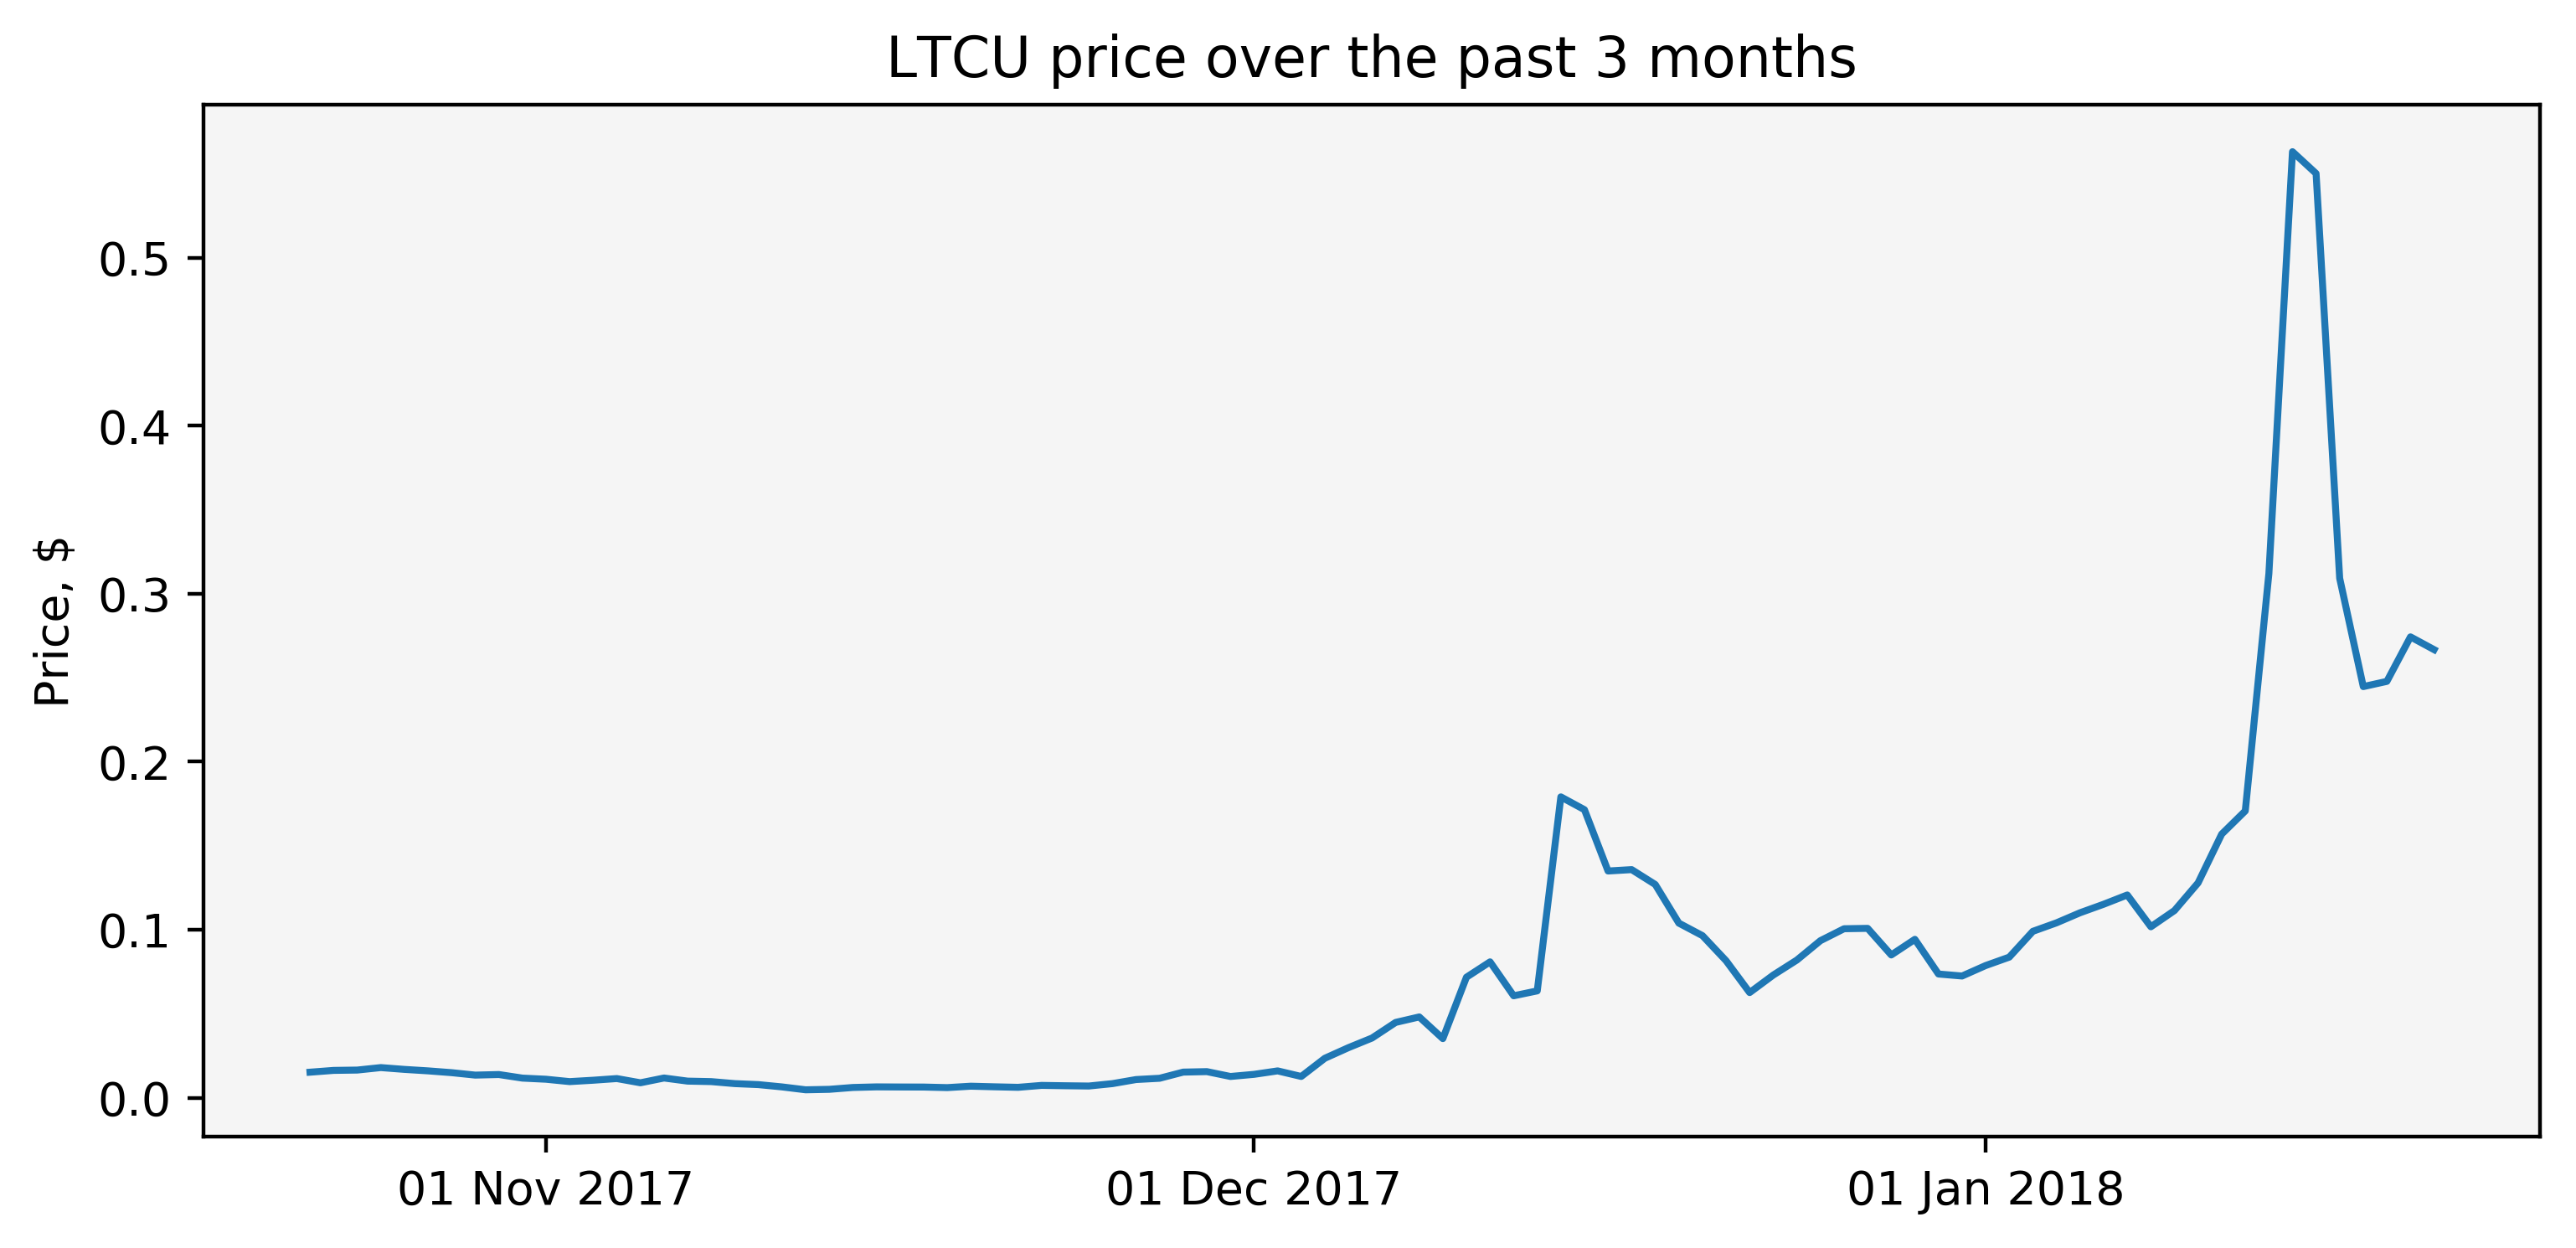 LTCU price over the past 3 months
Price, $
0.5
0.4
0.3
0.2
0.1
0.0
01 Nov 2017
01 Dec 2017
01 Jan 2018